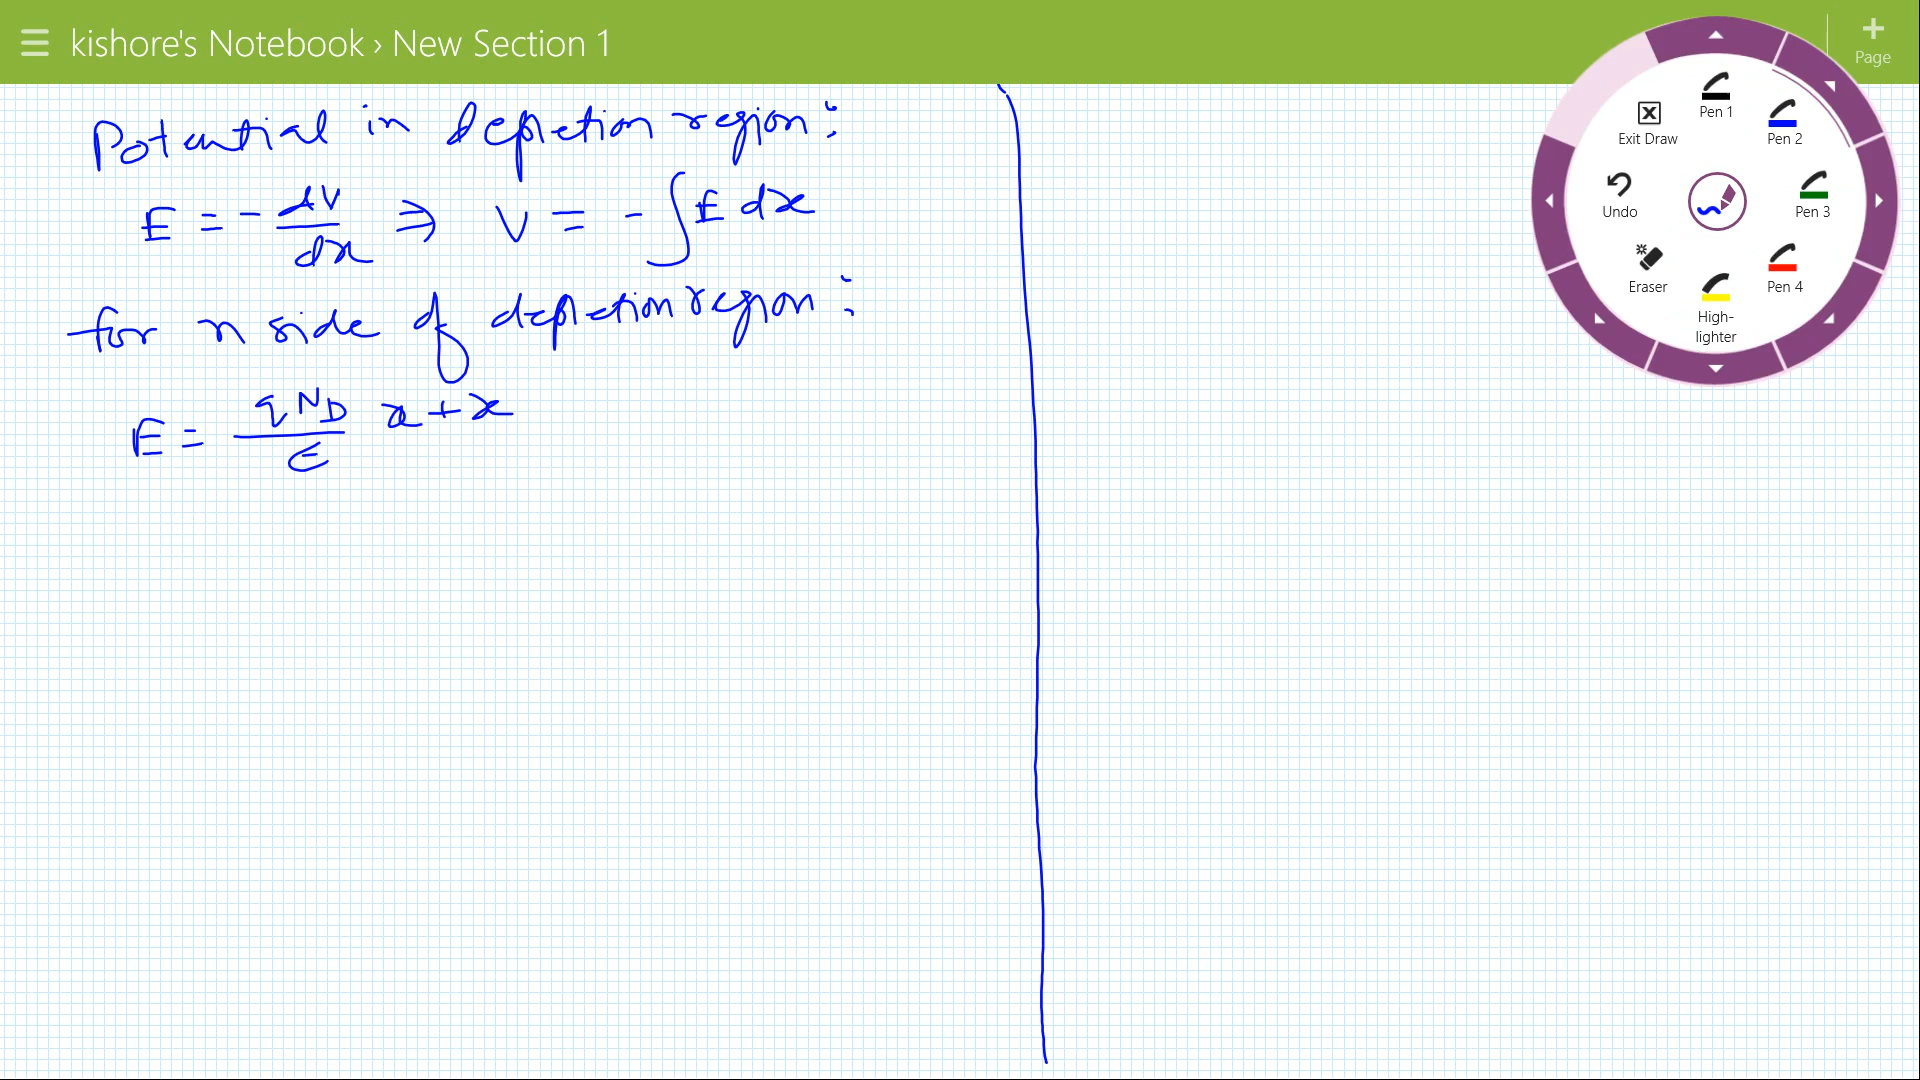 kishore's Notebook › New Section 1
Page
Pen 1
Exit Draw
Pen 2
Undo
Pen 3
Eraser
Pen 4
High-
lighter
Potential in depletion region:
E = - dV/dx ⇒ V = - ∫E dx
for n side of depletion region:
E = qN_D/ε x + x